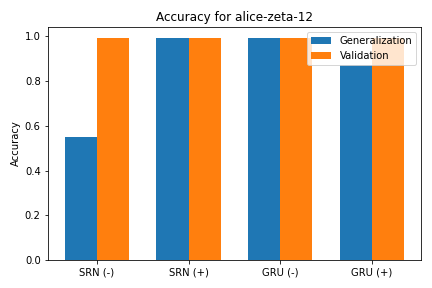 Accuracy for alice-zeta-12
Generalization
Validation
Accuracy
1.0
0.8
0.6
0.4
0.2
0.0
SRN (-) SRN (+) GRU (-) GRU (+)